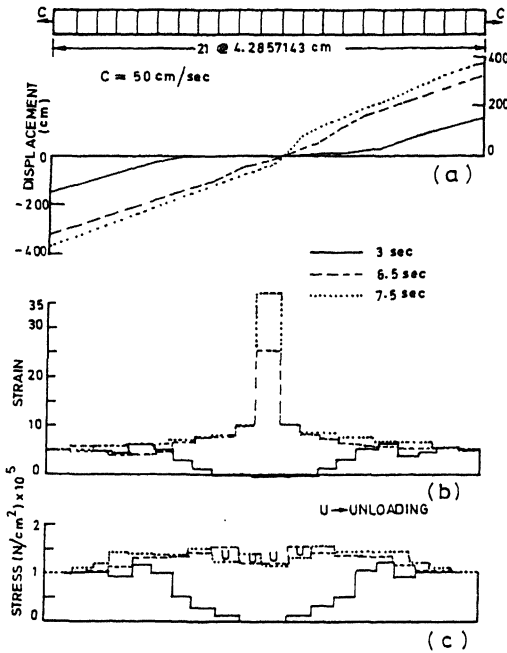 C C
21 @ 4.2857143 cm
C = 50 cm/sec
DISPLACEMENT
(cm)
400
200
0
0
-200
-400
(a)
3 sec
6.5 sec
7.5 sec
STRAIN
35
30
20
10
0
(b)
U→UNLOADING
STRESS (N/cm²) x 10⁵
2
1
0
U U U U
(c)